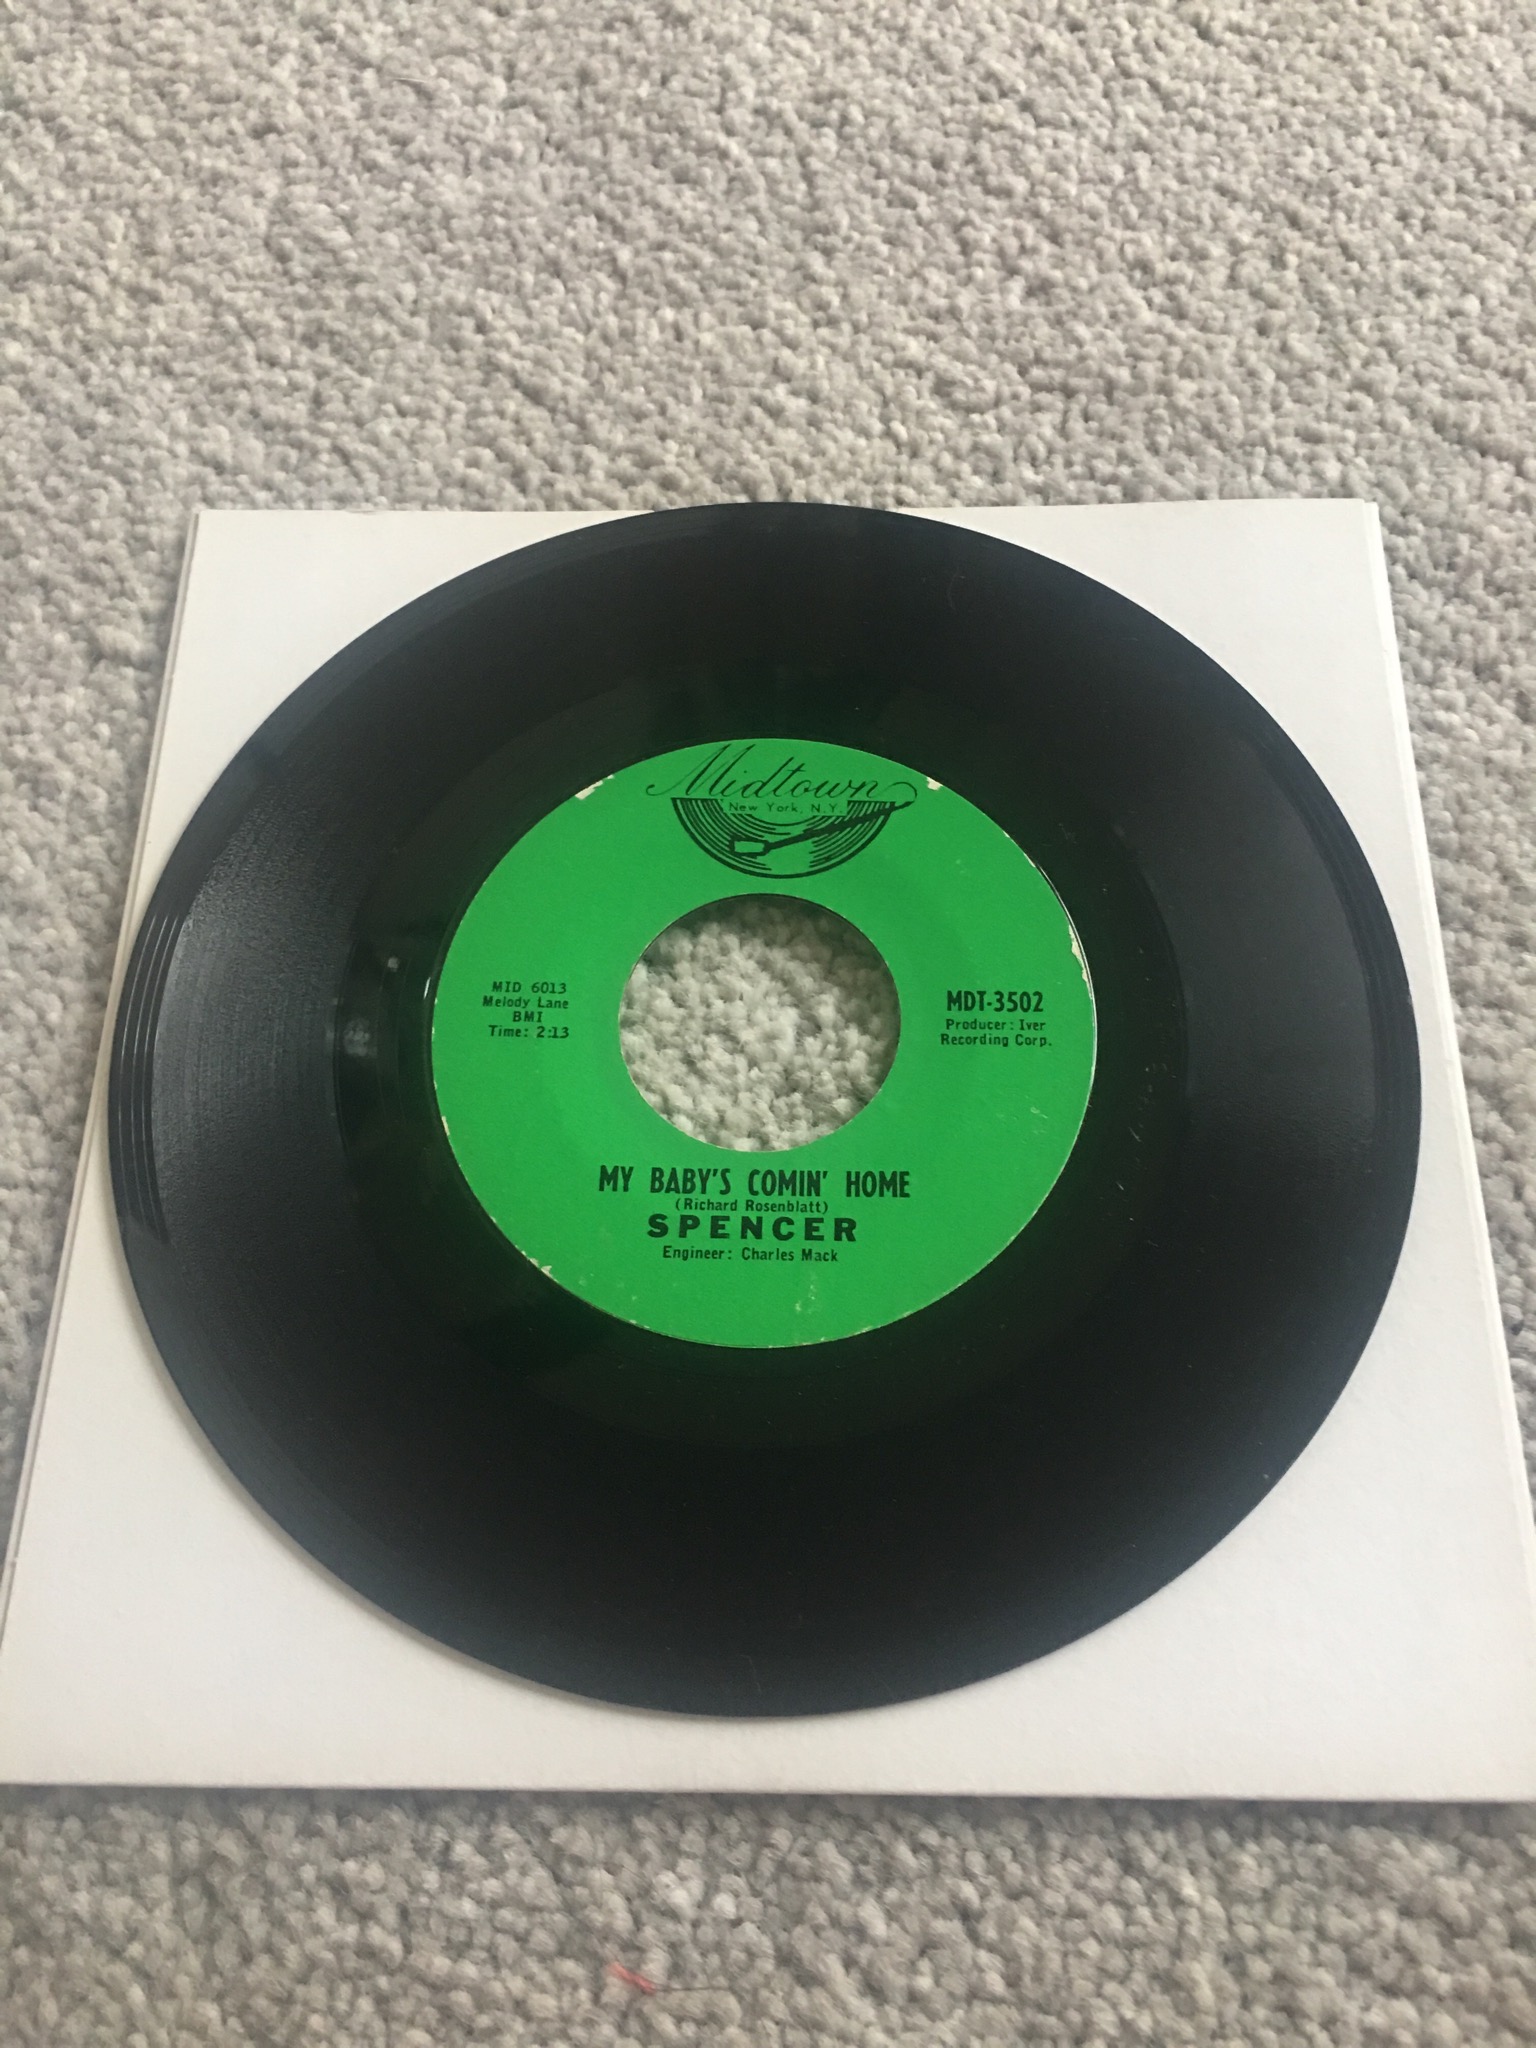 Midtown
New York, N.Y.
MID 6013
Melody Lane
BMI
Time: 2:13
MDT-3502
Producer: Iver
Recording Corp.
MY BABY'S COMIN' HOME
(Richard Rosenblatt)
SPENCER
Engineer: Charles Mack